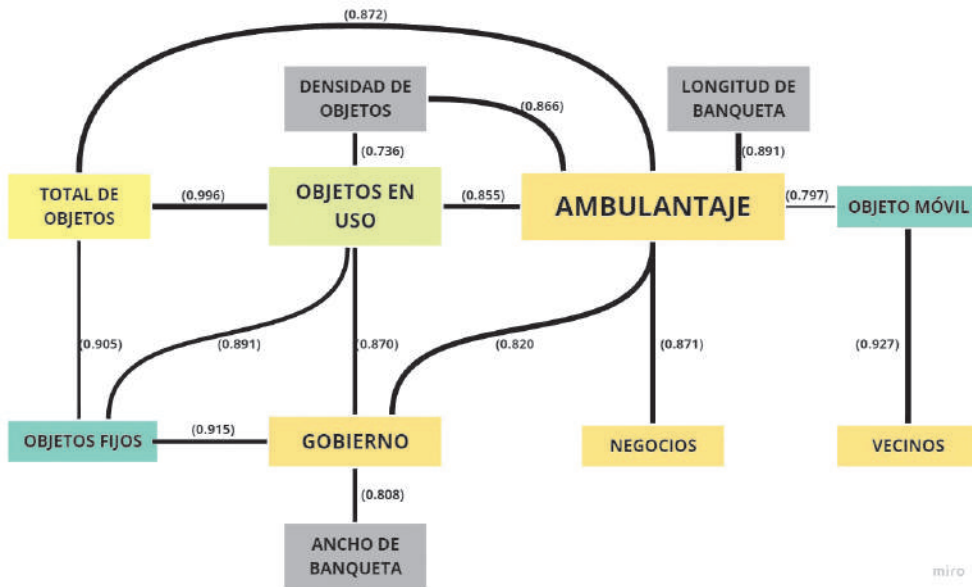 (0.872)
DENSIDAD DE
OBJETOS
LONGITUD DE
BANQUETA
(0.866)
(0.736)
(0.891)
TOTAL DE
OBJETOS
(0.996)
OBJETOS EN
USO
(0.855)
AMBULANTAJE
(0.797)
OBJETO MÓVIL
(0.905)
(0.891)
(0.870)
(0.820
(0.871)
(0.927)
OBJETOS FIJOS
(0.915)
GOBIERNO
NEGOCIOS
VECINOS
(0.808)
ANCHO DE
BANQUETA
miro